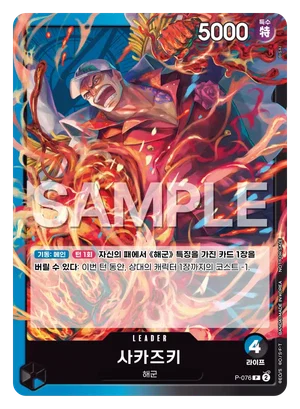 5000
특수
特
SAMPLE
기동: 메인 턴 1회 자신의 패에서 《해군》 특징을 가진 카드 1장을
버릴 수 있다: 이번 턴 동안, 상대의 캐릭터 1장까지의 코스트 -1.
LEADER
사카즈키
해군
4
라이프
P-076 P 2